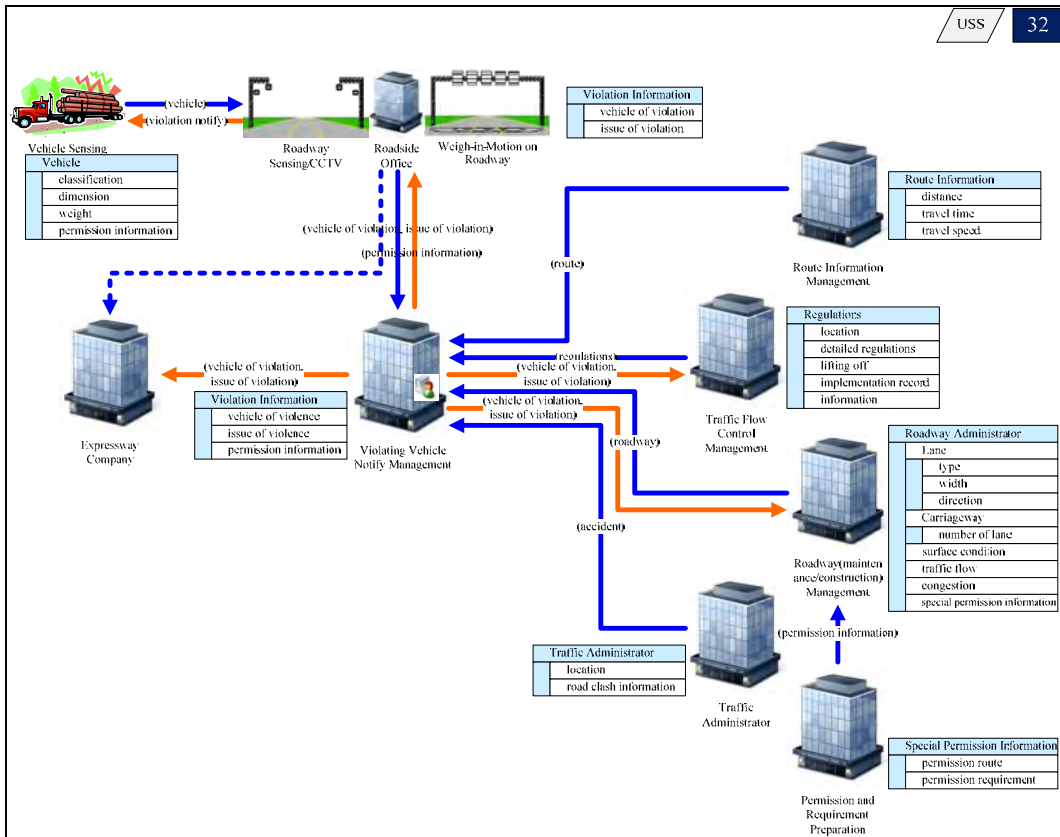 USS
32
(vehicle)
(violation notify)
Vehicle Sensing
Roadway
Sensing/CCTV
Roadside
Office
Weigh-in-Motion on
Roadway
Violation Information
vehicle of violation
issue of violation
Vehicle
classification
dimension
weight
permission information
(vehicle of violation, issue of violation)
(permission information)
Route Information
distance
travel time
travel speed
Route Information
Management
(route)
Regulations
location
detailed regulations
lifting off
implementation record
information
(regulations)
(vehicle of violation,
issue of violation)
(vehicle of violation,
issue of violation)
(vehicle of violation,
issue of violation)
Traffic Flow
Control
Management
Expressway
Company
Violation Information
vehicle of violence
issue of violence
permission information
Violating Vehicle
Notify Management
(roadway)
Roadway Administrator
Lane
type
width
direction
Carriageway
number of lane
surface condition
traffic flow
congestion
special permission information
(accident)
Roadway(mainten
ance/construction)
Management
(permission information)
Traffic Administrator
location
road clash information
Traffic
Administrator
Special Permission Information
permission route
permission requirement
Permission and
Requirement
Preparation